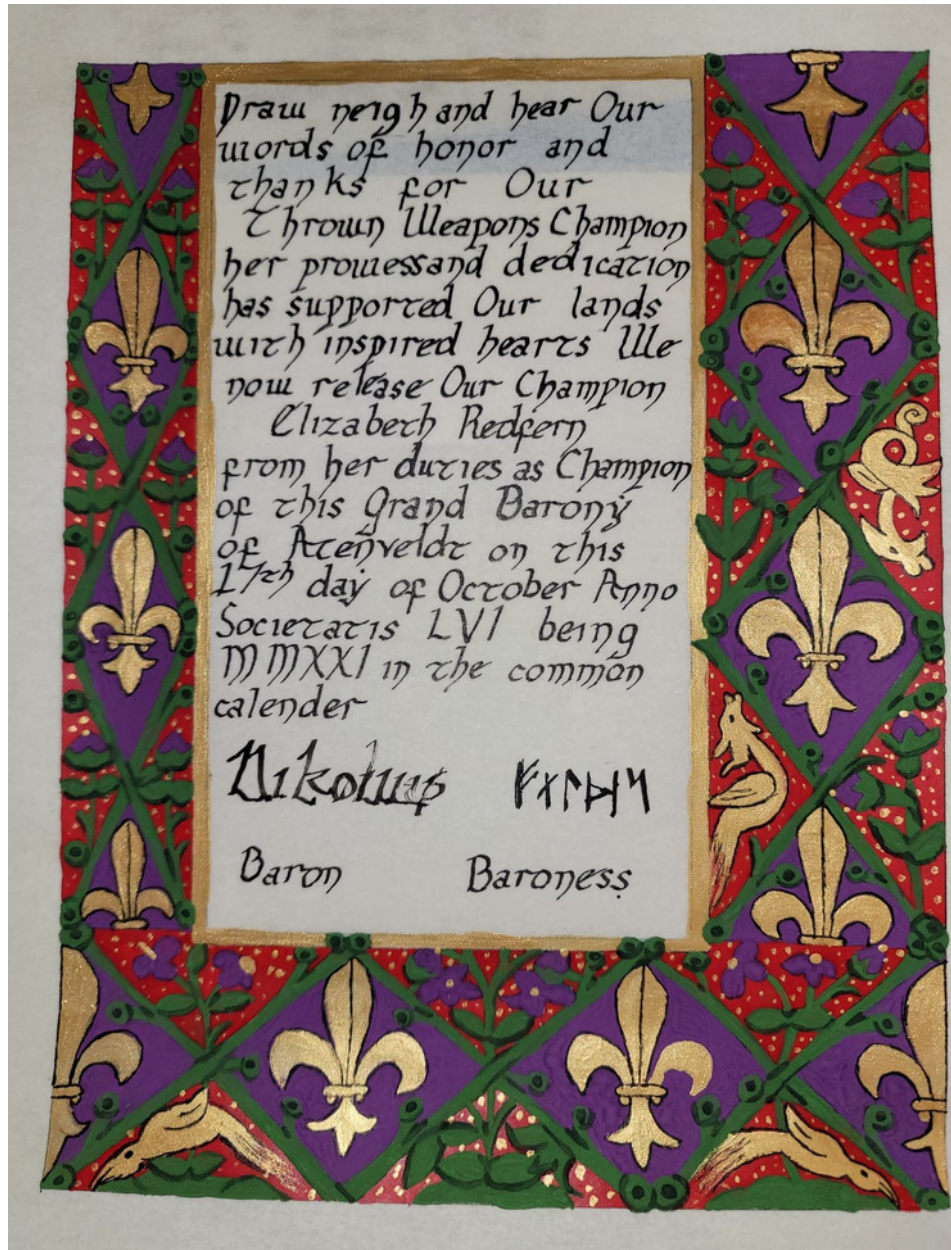 Draw neigh and hear Our
words of honor and
thanks for Our
Thrown Weapons Champion
her prowess and dedication
has supported Our lands
with inspired hearts We
now release Our Champion
Elizabeth Redfern
from her duties as Champion
of this Grand Barony
of Atenveldt on this
17th day of October Anno
Societatis LVI being
MMXXI in the common
calender
Nikolaus
Baron Baroness